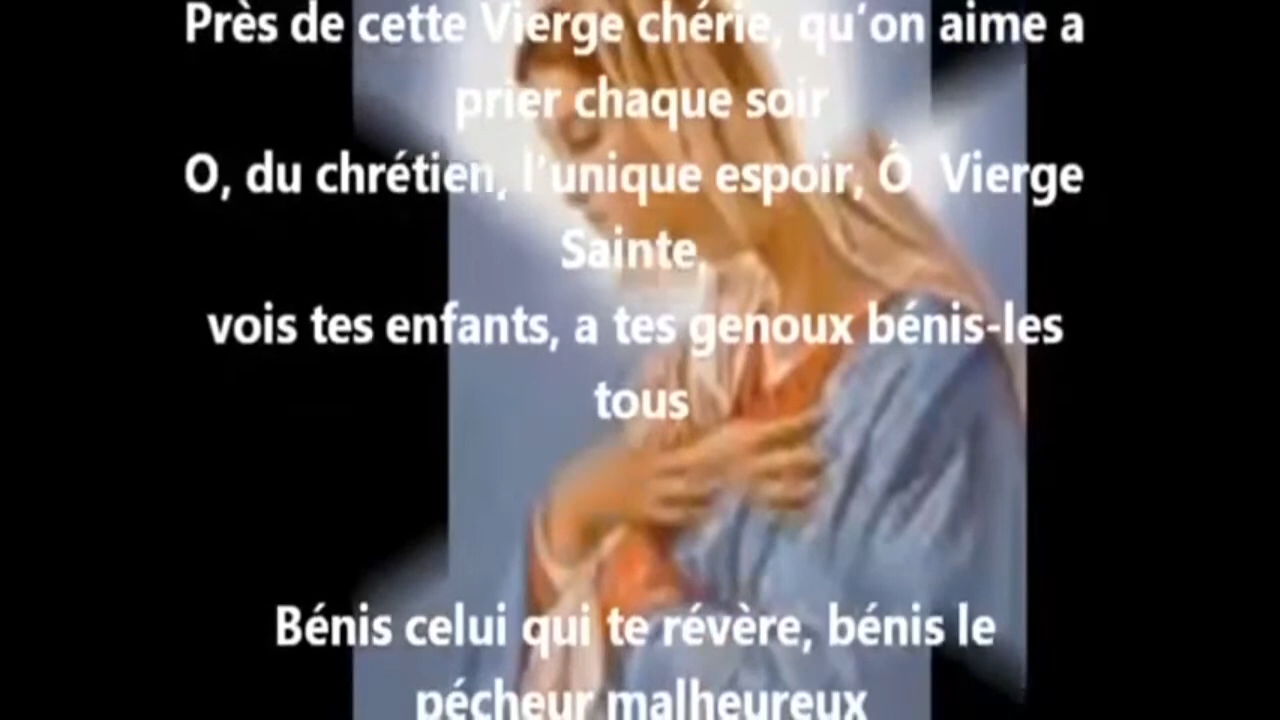 Près de cette Vierge chérie, qu'on aime a
prier chaque soir
O, du chrétien, l'unique espoir, Ô Vierge
Sainte,
vois tes enfants, a tes genoux bénis-les
tous
Bénis celui qui te révère, bénis le
pécheur malheureux